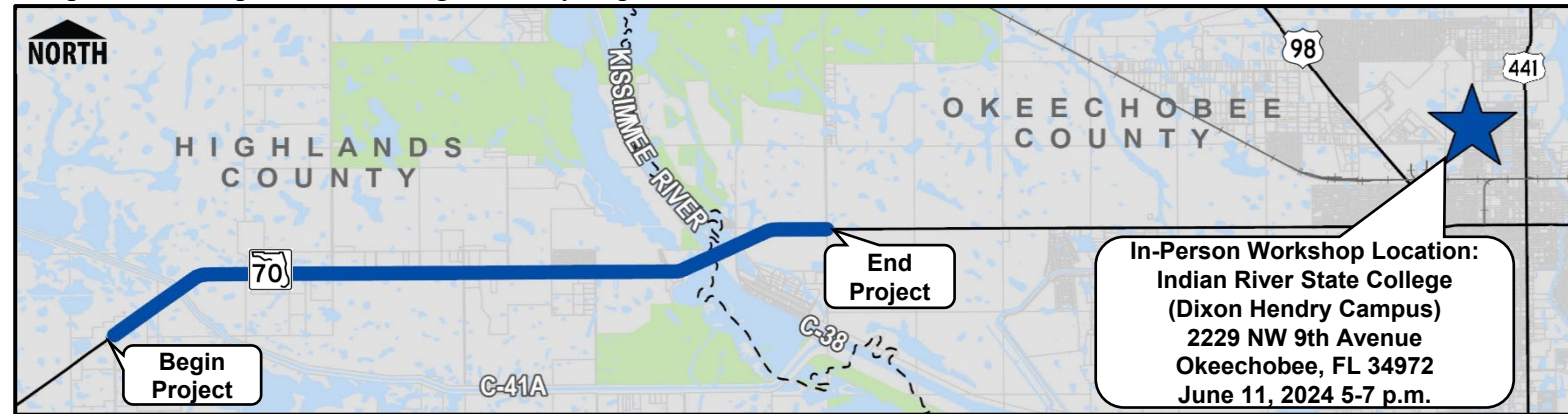 NORTH
HIGHLANDS
COUNTY
KISSIMMEE RIVER
OKEECHOBEE
COUNTY
98
441
70
Begin
Project
End
Project
C-38
C-41A
In-Person Workshop Location:
Indian River State College
(Dixon Hendry Campus)
2229 NW 9th Avenue
Okeechobee, FL 34972
June 11, 2024 5-7 p.m.